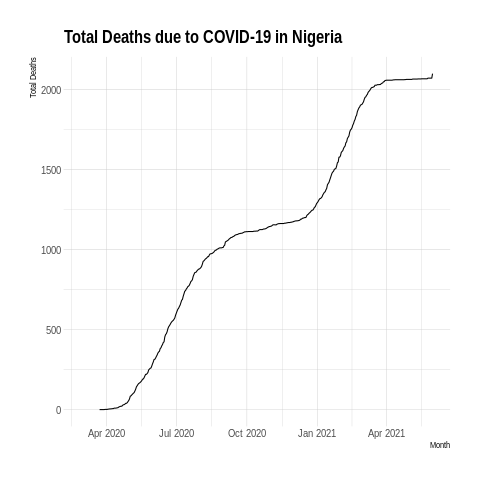 Total Deaths due to COVID-19 in Nigeria
Total Deaths
2000
1500
1000
500
0
Apr 2020 Jul 2020 Oct 2020 Jan 2021 Apr 2021
Month